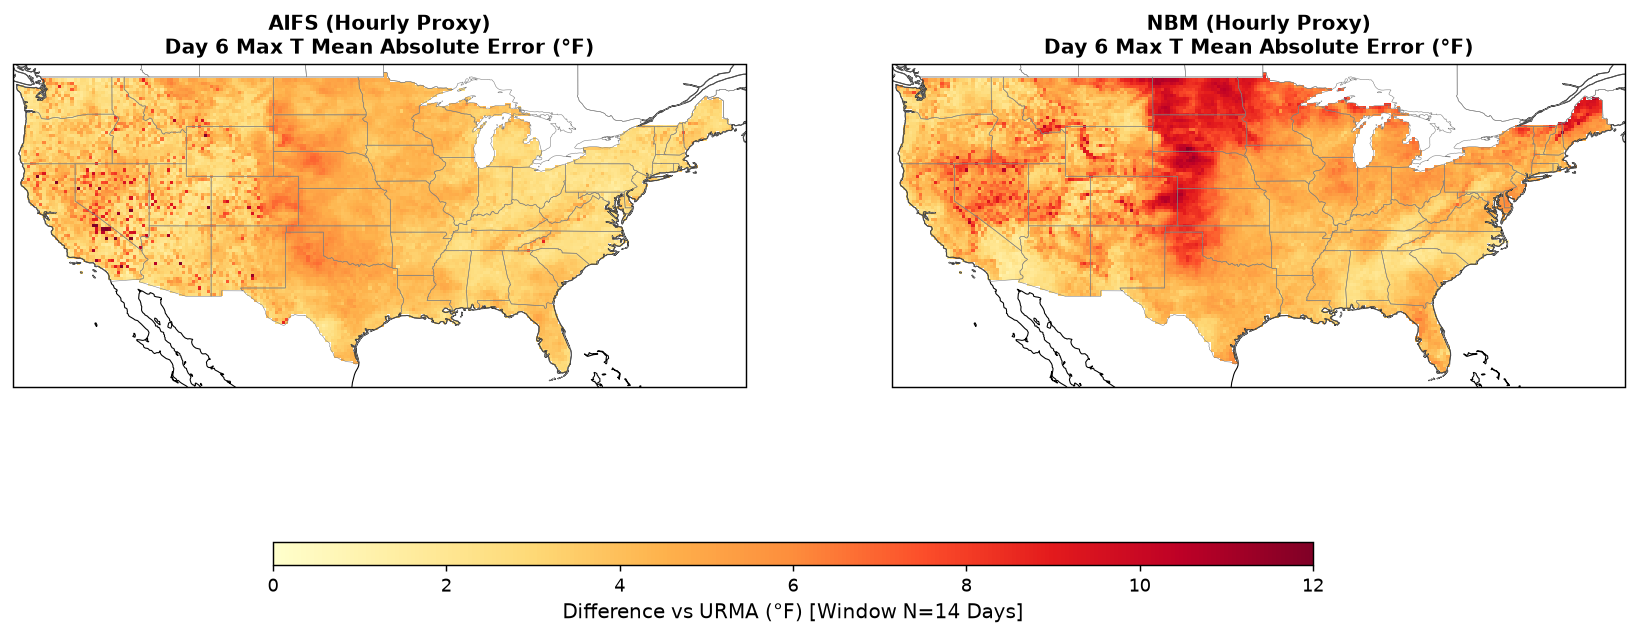 AIFS (Hourly Proxy)
Day 6 Max T Mean Absolute Error (°F)
NBM (Hourly Proxy)
Day 6 Max T Mean Absolute Error (°F)
0 2 4 6 8 10 12
Difference vs URMA (°F) [Window N=14 Days]